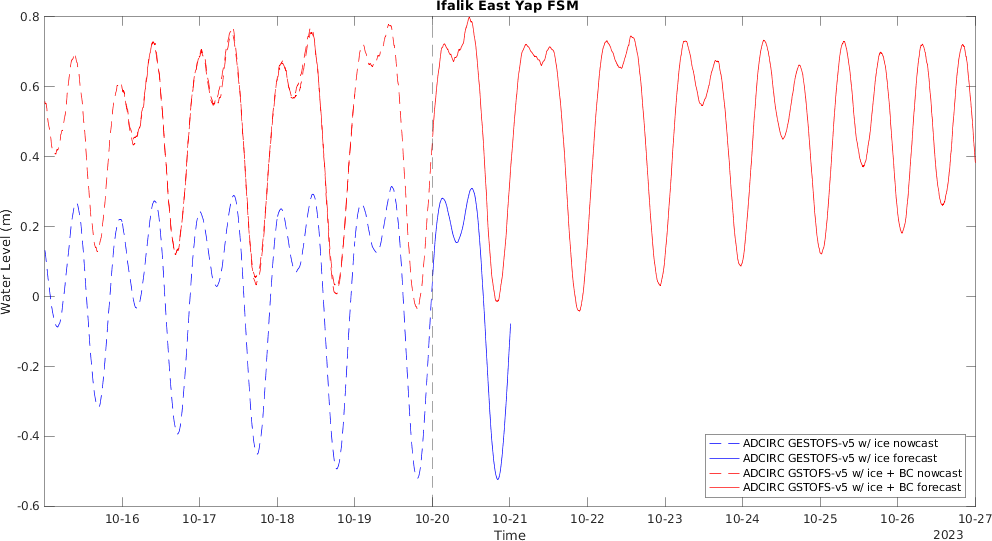 Ifalik East Yap FSM
0.8
0.6
0.4
0.2
0
-0.2
-0.4
-0.6
Water Level (m)
ADCIRC GESTOFS-v5 w/ ice nowcast
ADCIRC GESTOFS-v5 w/ ice forecast
ADCIRC GSTOFS-v5 w/ ice + BC nowcast
ADCIRC GSTOFS-v5 w/ ice + BC forecast
10-16 10-17 10-18 10-19 10-20 10-21 10-22 10-23 10-24 10-25 10-26 10-27
Time
2023